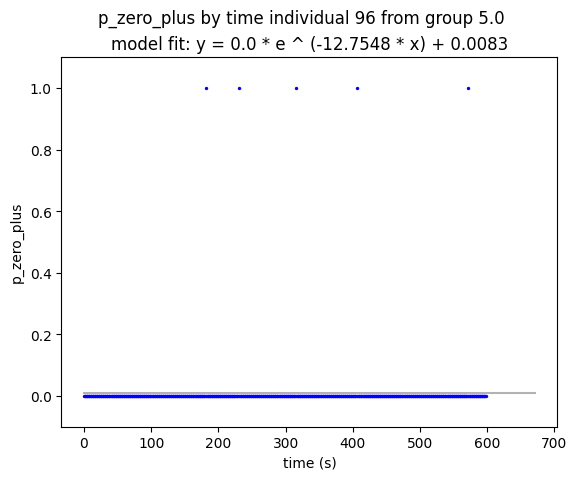 p_zero_plus by time individual 96 from group 5.0
model fit: y = 0.0 * e ^ (-12.7548 * x) + 0.0083
1.0
0.8
0.6
0.4
0.2
0.0
p_zero_plus
0 100 200 300 400 500 600 700
time (s)